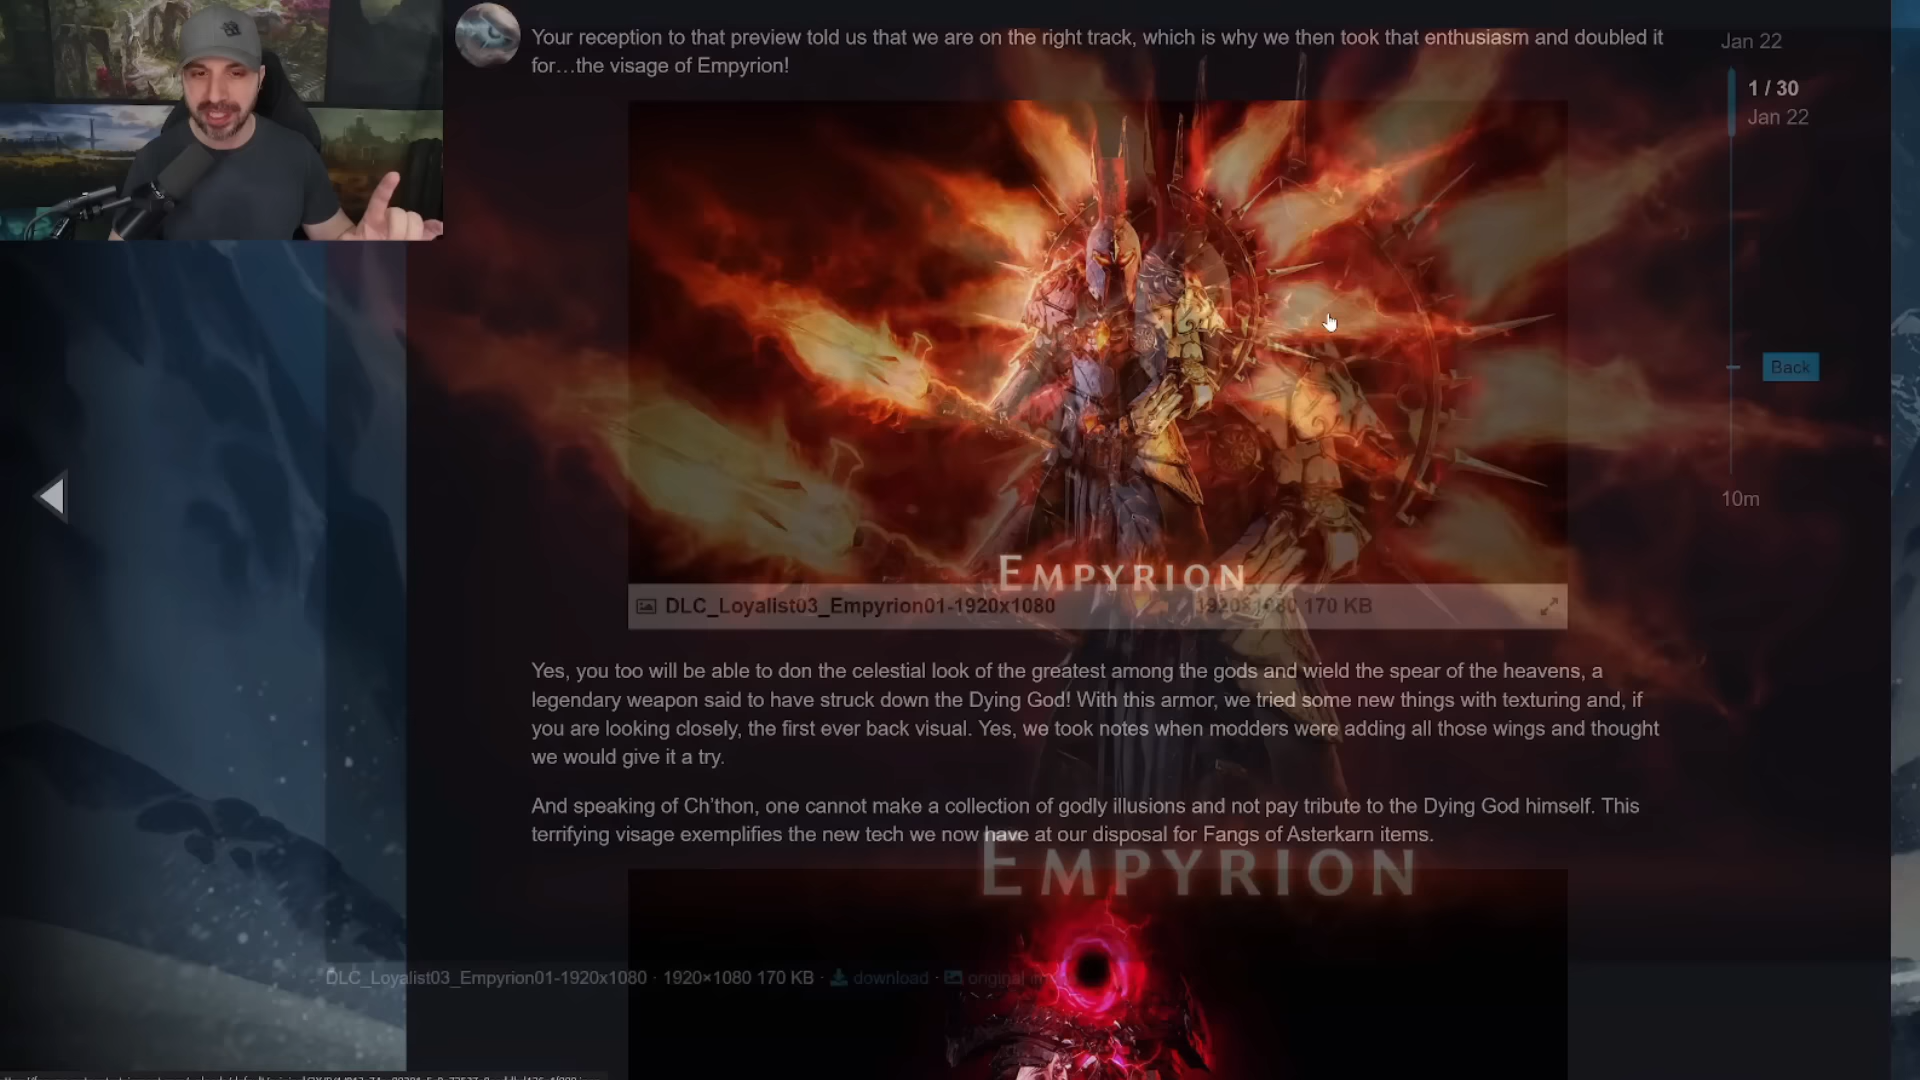 Your reception to that preview told us that we are on the right track, which is why we then took that enthusiasm and doubled it
for…the visage of Empyrion!
Jan 22
1 / 30
Jan 22
Back
10m
EMPYRION
DLC_Loyalist03_Empyrion01-1920x1080 1920×1080 170 KB
Yes, you too will be able to don the celestial look of the greatest among the gods and wield the spear of the heavens, a
legendary weapon said to have struck down the Dying God! With this armor, we tried some new things with texturing and, if
you are looking closely, the first ever back visual. Yes, we took notes when modders were adding all those wings and thought
we would give it a try.
And speaking of Ch'thon, one cannot make a collection of godly illusions and not pay tribute to the Dying God himself. This
terrifying visage exemplifies the new tech we now have at our disposal for Fangs of Asterkarn items.
EMPYRION
DLC_Loyalist03_Empyrion01-1920x1080 · 1920×1080 170 KB · download · original